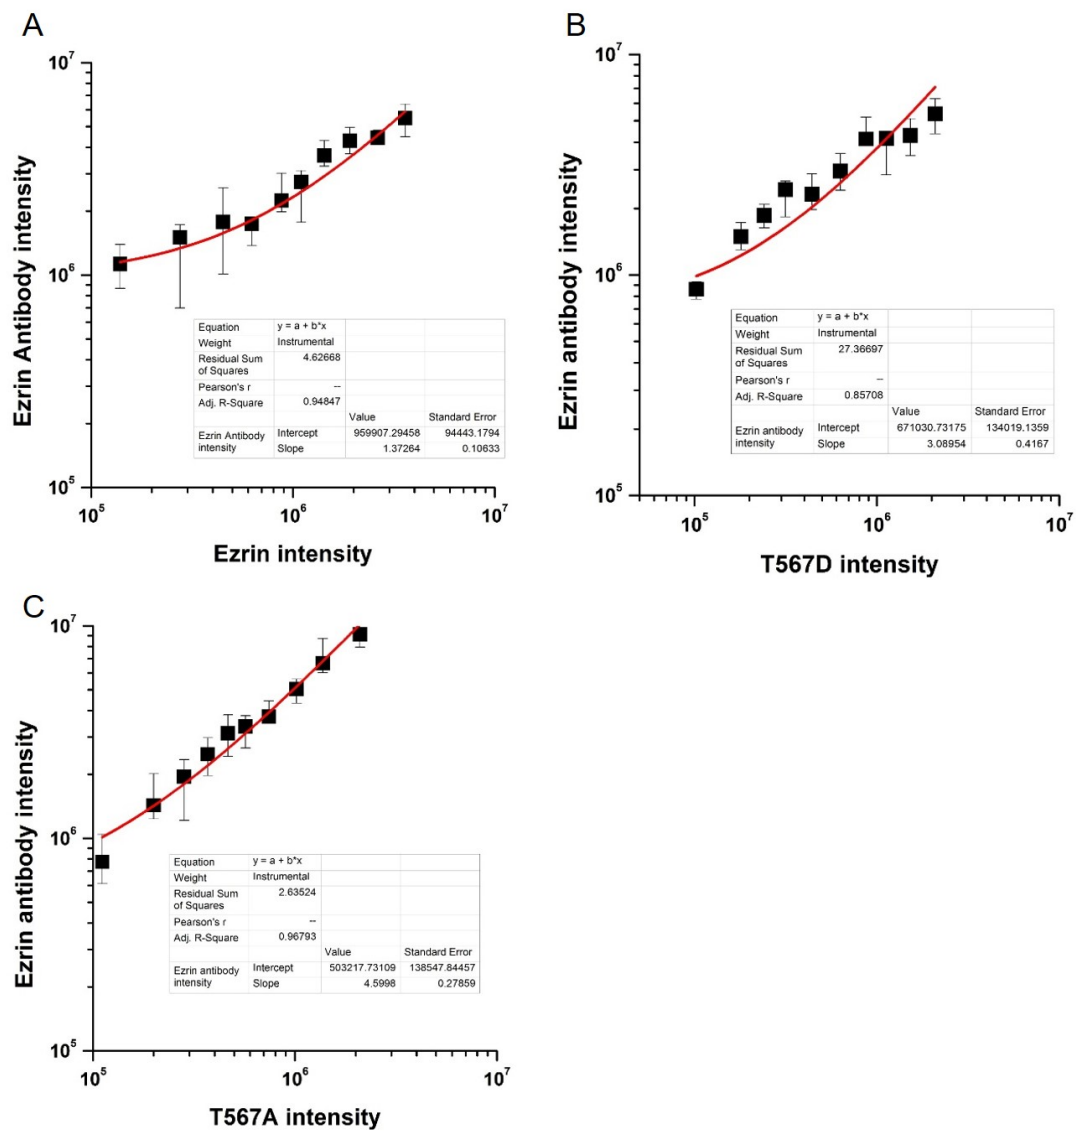 A
10^7
10^6
10^5
Ezrin Antibody intensity
Equation y = a + b*x
Weight Instrumental
Residual Sum of Squares 4.62668
Pearson's r --
Adj. R-Square 0.94847
Value Standard Error
Ezrin Antibody intensity Intercept 959907.29458 94443.1794
Slope 1.37264 0.10633
10^5 10^6 10^7
Ezrin intensity
B
10^7
10^6
10^5
Ezrin antibody intensity
Equation y = a + b*x
Weight Instrumental
Residual Sum of Squares 27.36697
Pearson's r --
Adj. R-Square 0.85708
Value Standard Error
Ezrin antibody intensity Intercept 671030.73175 134019.1359
Slope 3.08954 0.4167
10^5 10^6 10^7
T567D intensity
C
10^7
10^6
10^5
Ezrin antibody intensity
Equation y = a + b*x
Weight Instrumental
Residual Sum of Squares 2.63524
Pearson's r --
Adj. R-Square 0.96793
Value Standard Error
Ezrin antibody intensity Intercept 503217.73109 138547.84457
Slope 4.5998 0.27859
10^5 10^6 10^7
T567A intensity